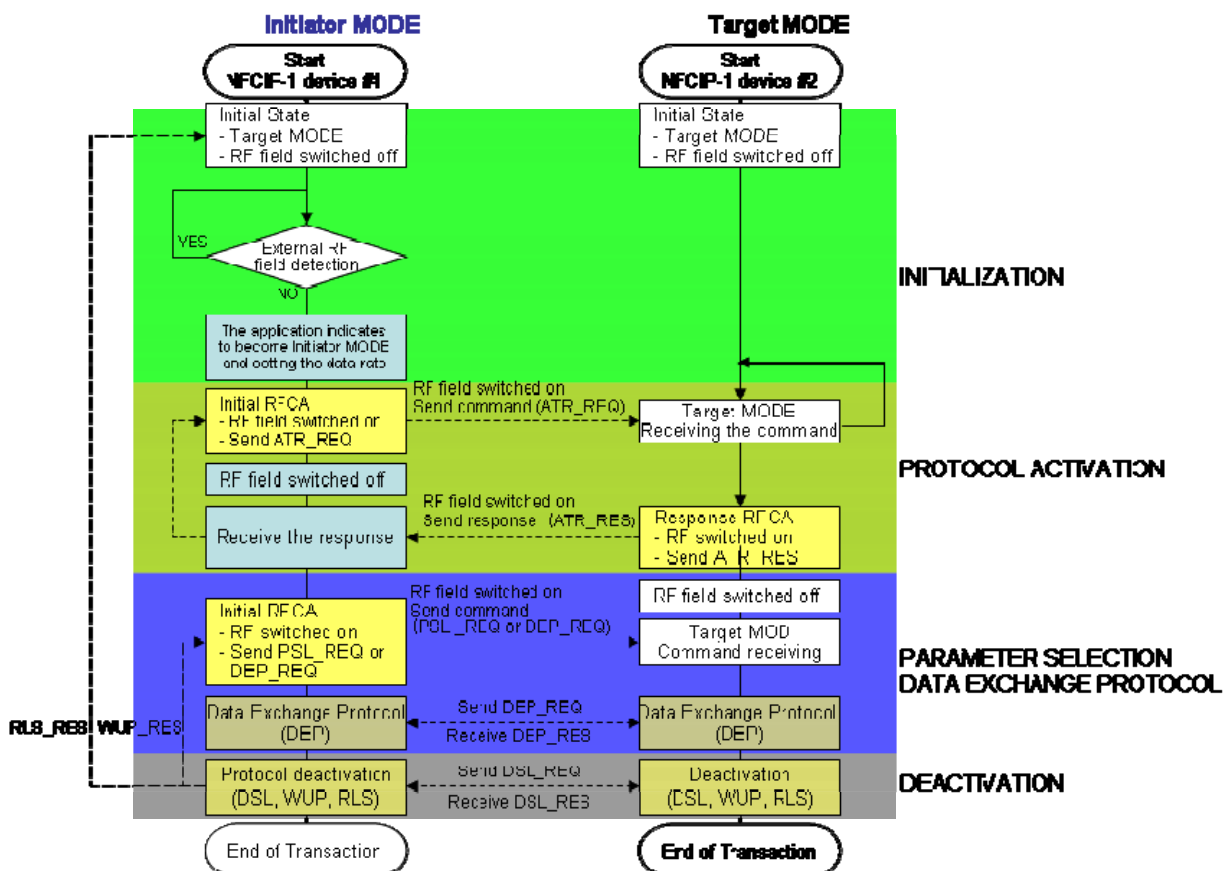 Initiator MODE
Target MODE
Start
NFCIF-1 device #1
Start
NFCIP-1 device #2
Initial State
- Target MODE
- RF field switched off
Initial State
- Target MODE
- RF field switched off
YES
External RF
field detection
NO
INITIALIZATION
The application indicates
to become Initiator MODE
and setting the data rate
Initial RFCA
- RF field switched on
- Send ATR_REQ
RF field switched on
Send command (ATR_REQ)
Target MODE
Receiving the command
RF field switched off
PROTOCOL ACTIVATION
RF field switched on
Send response (ATR_RES)
Receive the response
Response RFCA
- RF switched on
- Send ATR_RES
RF field switched off
Initial RFCA
- RF switched on
- Send PSL_REQ or
DEP_REQ
RF field switched on
Send command
(PSL_REQ or DEP_REQ)
Target MOD
Command receiving
PARAMETER SELECTION
DATA EXCHANGE PROTOCOL
RLS_RES
WUP_RES
Data Exchange Protocol
(DEP)
Send DEP_REQ
Receive DEP_RES
Data Exchange Protocol
(DEP)
Protocol deactivation
(DSL, WUP, RLS)
Send DSL_REQ
Receive DSL_RES
Deactivation
(DSL, WUP, RLS)
DEACTIVATION
End of Transaction
End of Transaction